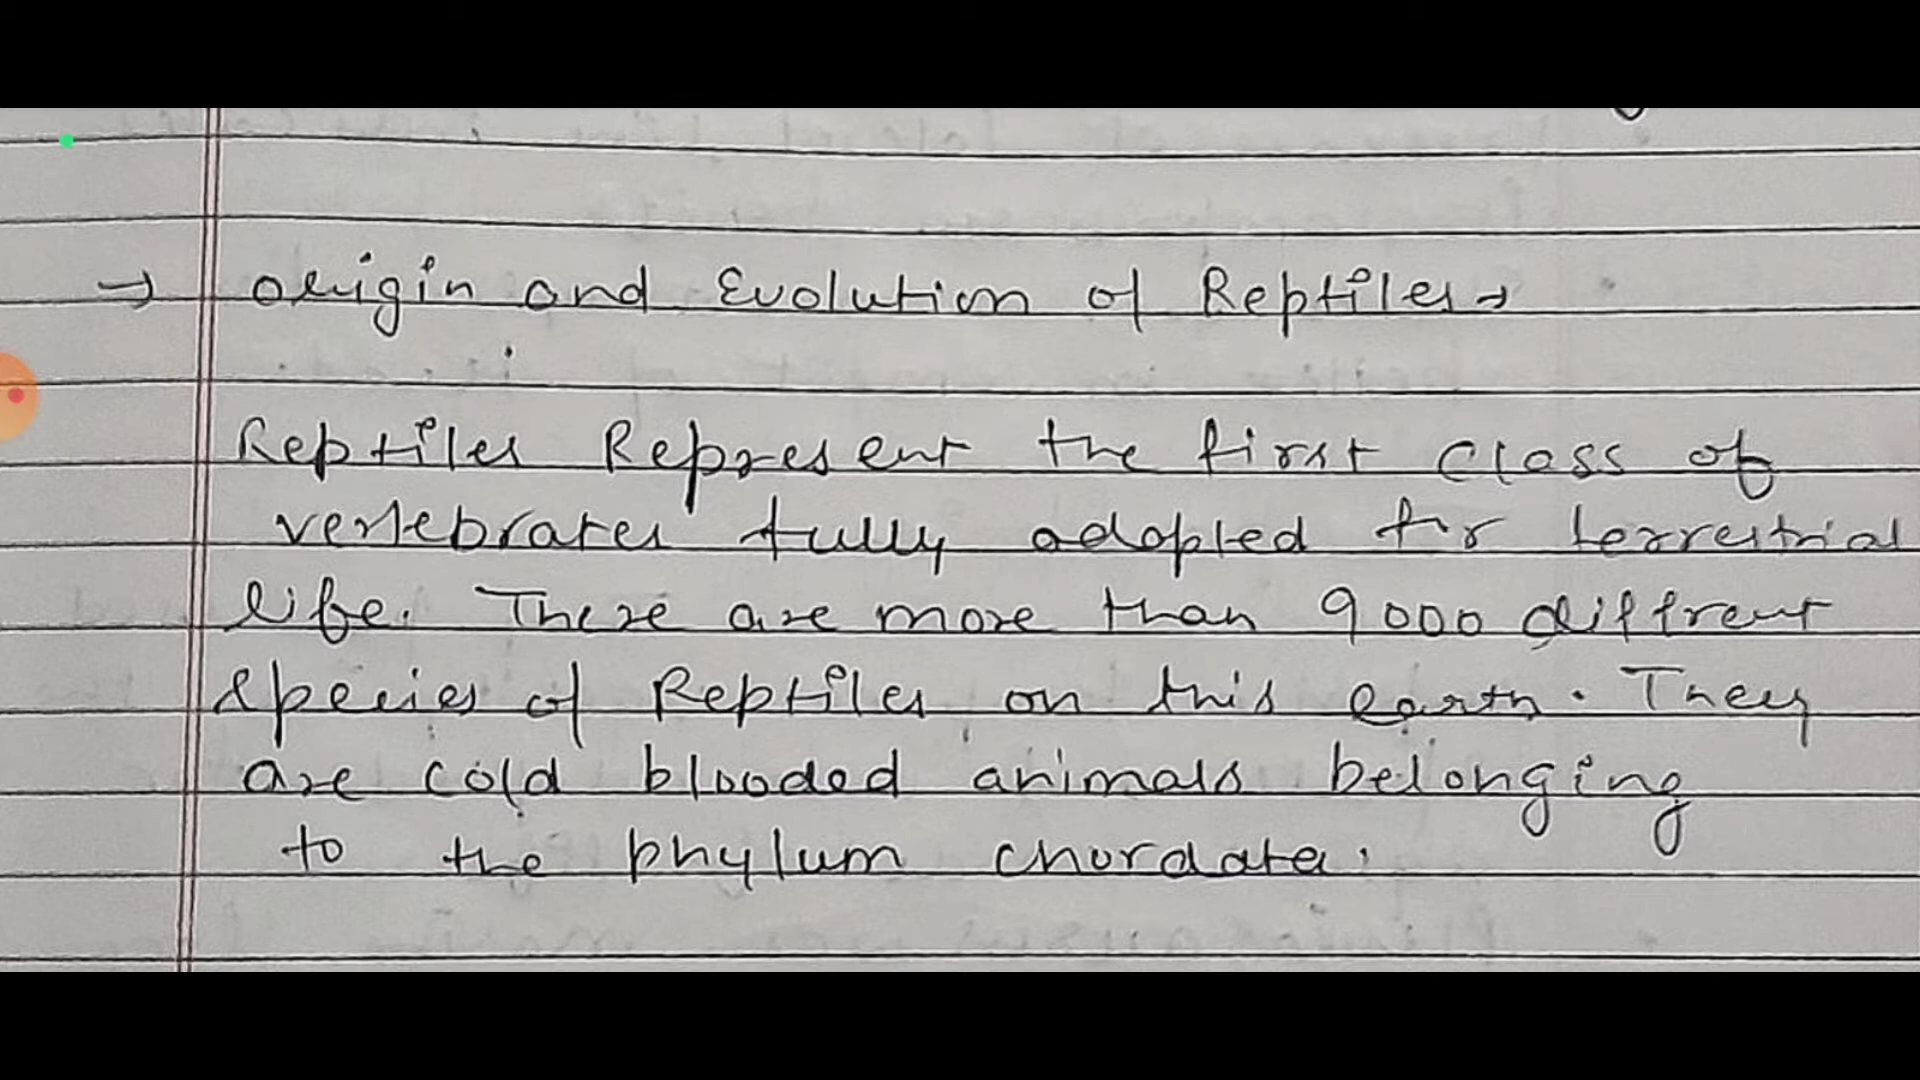 → Origin and Evolution of Reptiles →
Reptiles Represent the first class of
vertebrates fully adopted for terrestrial
life. There are more than 9000 diffrent
species of Reptiles on this earth. They
are cold blooded animals belonging
to the phylum chordata.